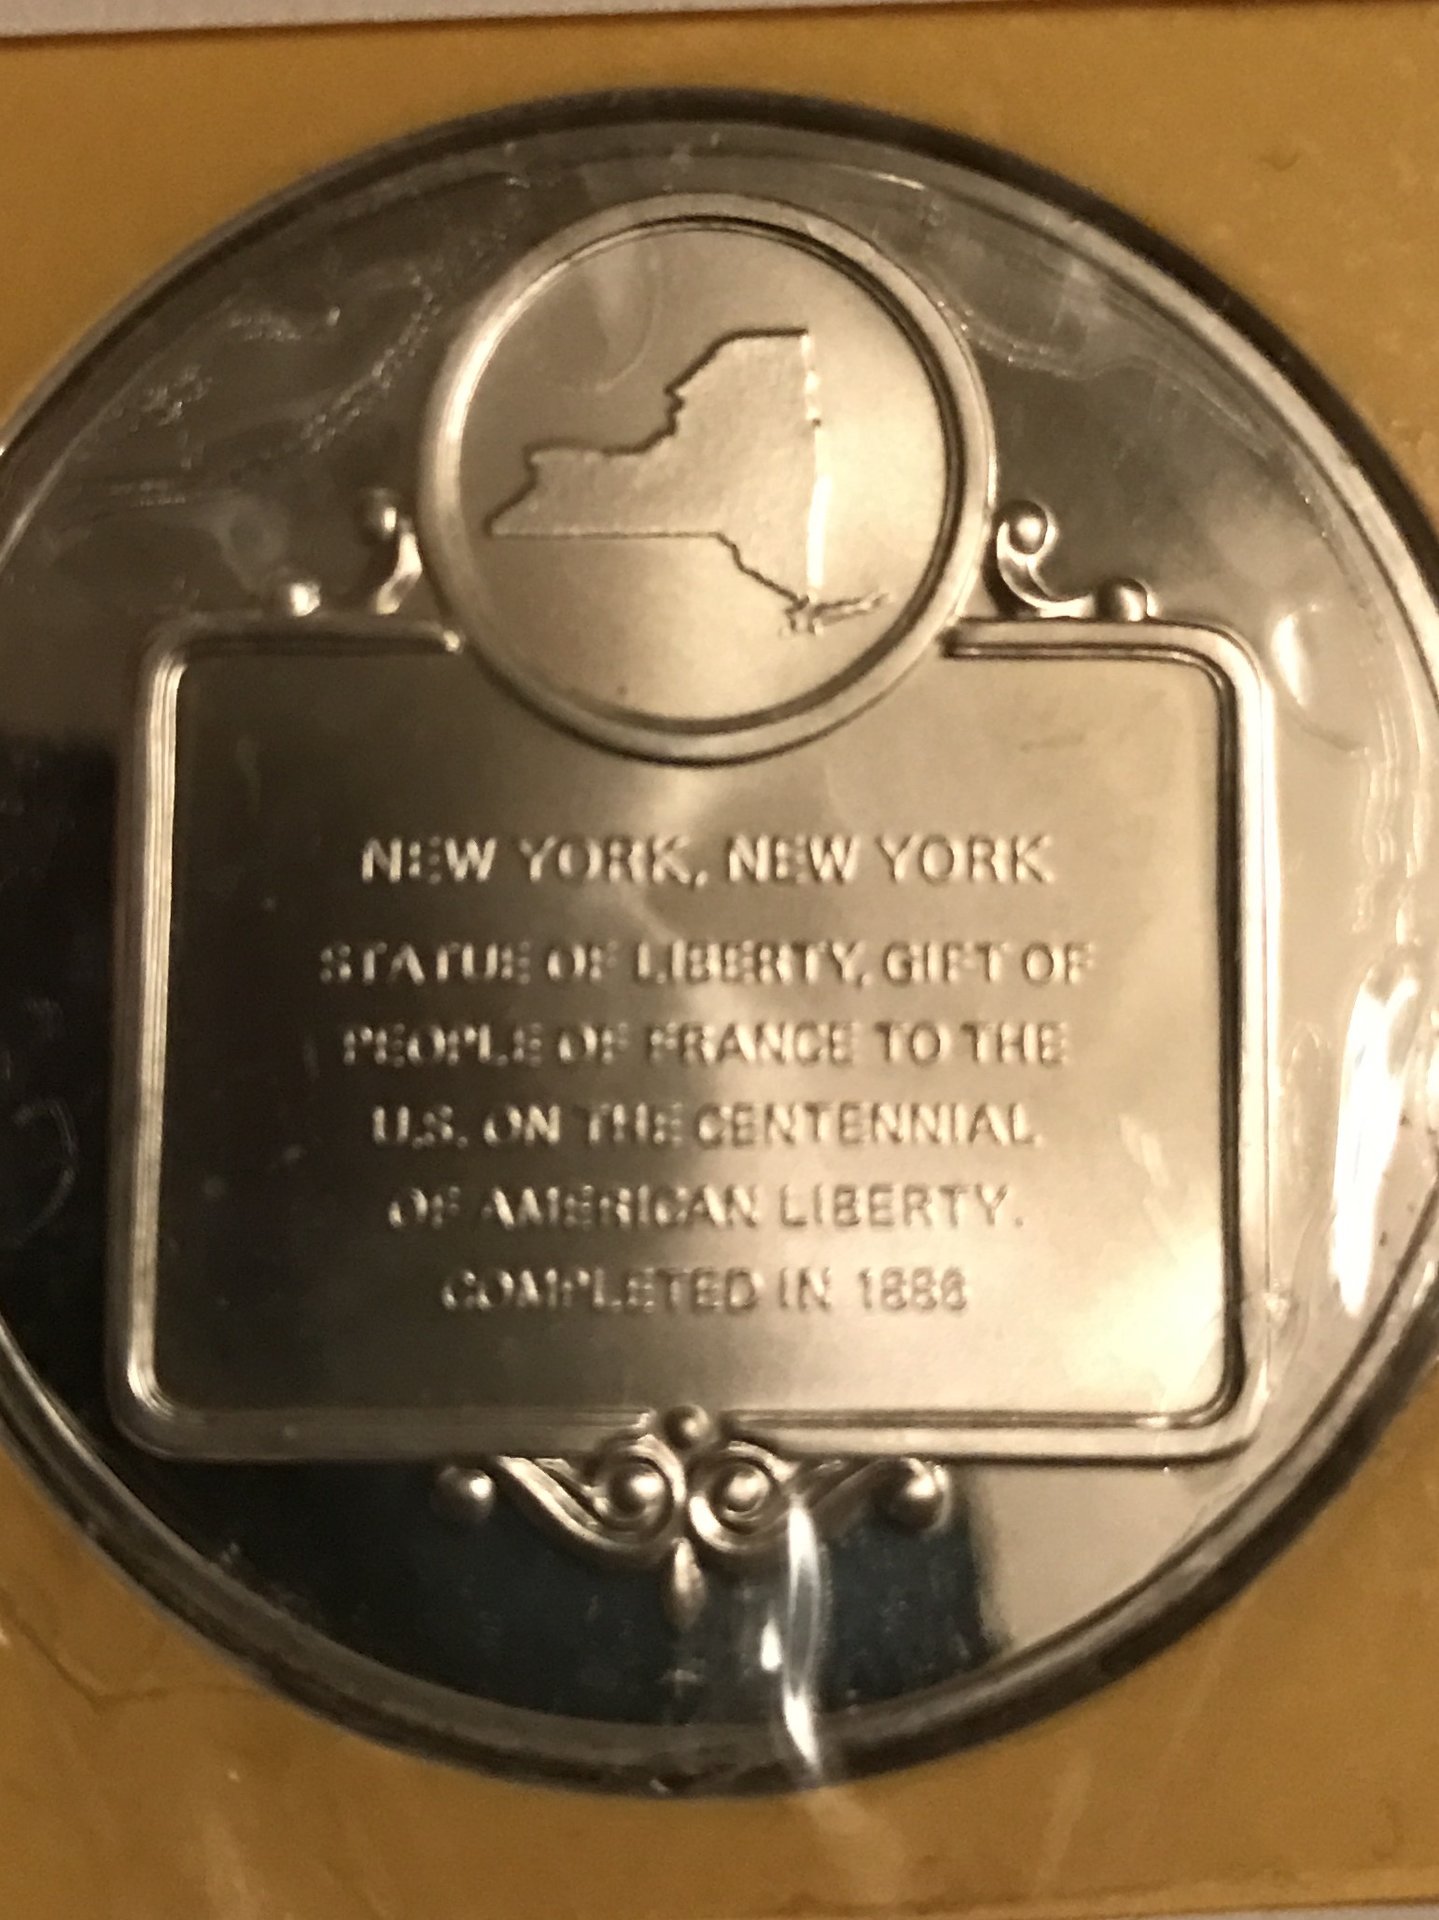 NEW YORK, NEW YORK
STATUE OF LIBERTY, GIFT OF
PEOPLE OF FRANCE TO THE
U.S. ON THE CENTENNIAL
OF AMERICAN LIBERTY.
COMPLETED IN 1886